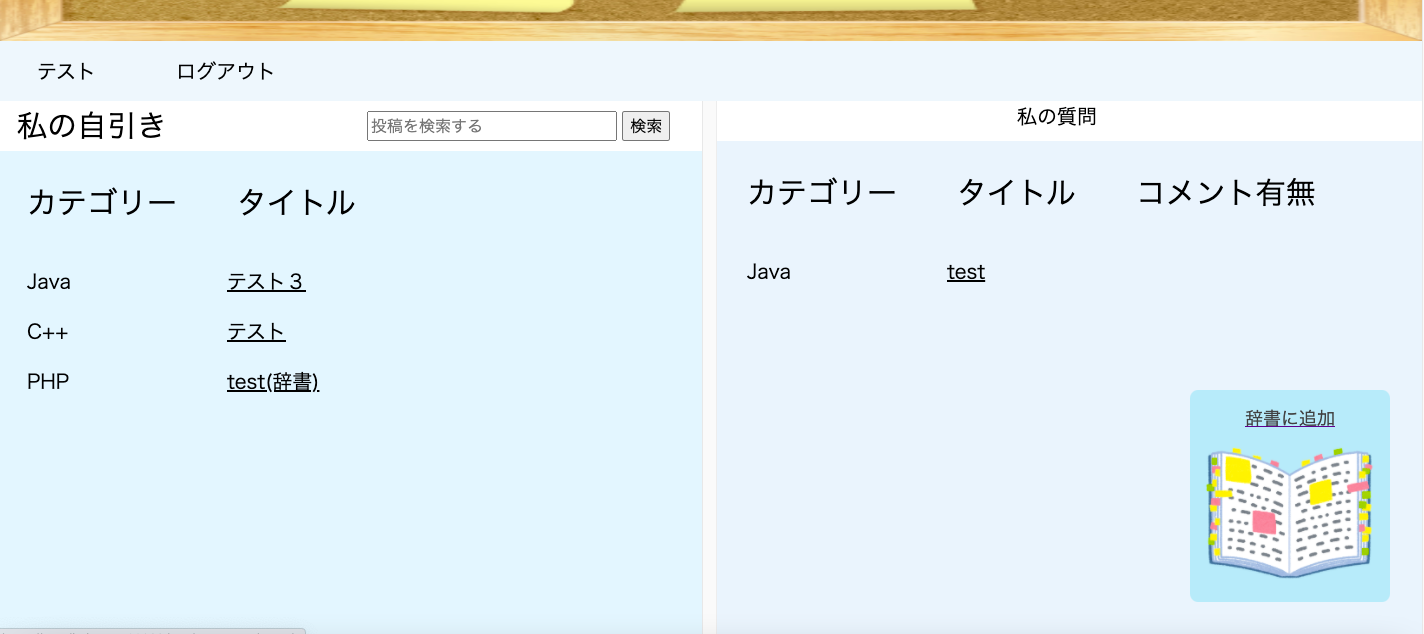 テスト ログアウト
私の自引き 投稿を検索する 検索
カテゴリー タイトル
Java テスト３
C++ テスト
PHP test(辞書)
私の質問
カテゴリー タイトル コメント有無
Java test
辞書に追加